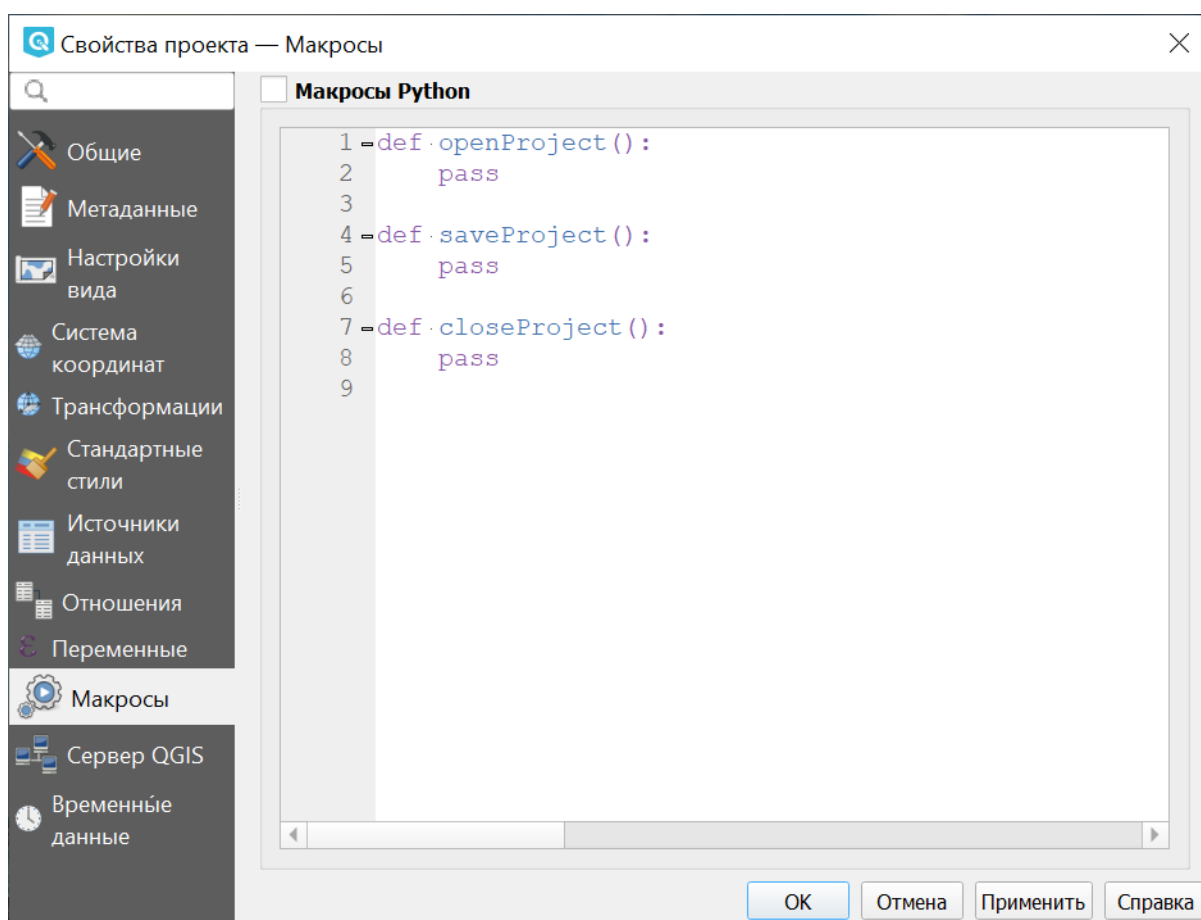 Свойства проекта — Макросы
Макросы Python
Общие
Метаданные
Настройки
вида
Система
координат
Трансформации
Стандартные
стили
Источники
данных
Отношения
Переменные
Макросы
Сервер QGIS
Временны́е
данные
1 def openProject():
2 pass
3
4 def saveProject():
5 pass
6
7 def closeProject():
8 pass
9
OK
Отмена
Применить
Справка